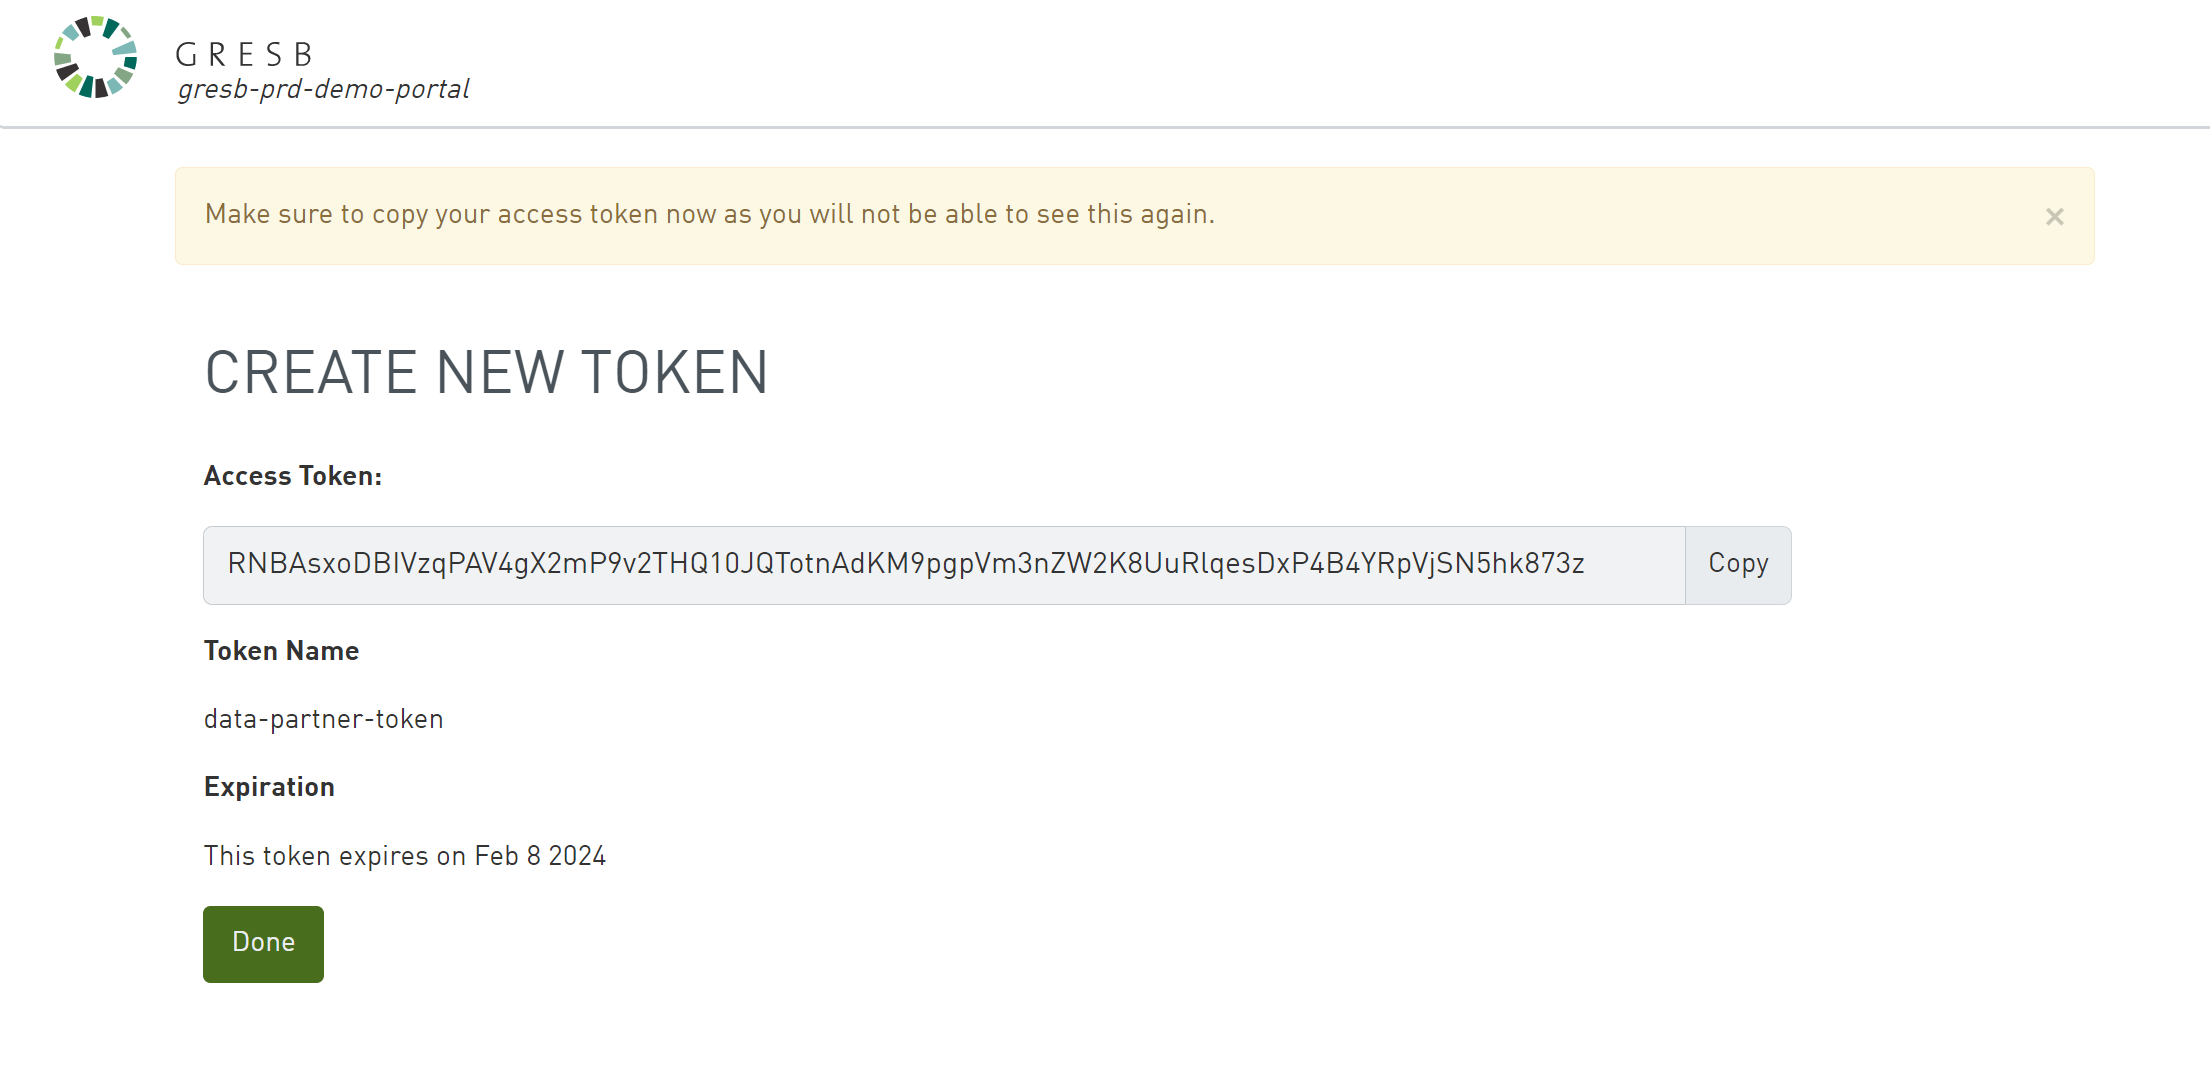 GRESB
gresb-prd-demo-portal
Make sure to copy your access token now as you will not be able to see this again.
×
CREATE NEW TOKEN
Access Token:
RNBAsxoDBIVzqPAV4gX2mP9v2THQ10JQTotnAdKM9pgpVm3nZW2K8UuRlqesDxP4B4YRpVjSN5hk873z
Copy
Token Name
data-partner-token
Expiration
This token expires on Feb 8 2024
Done